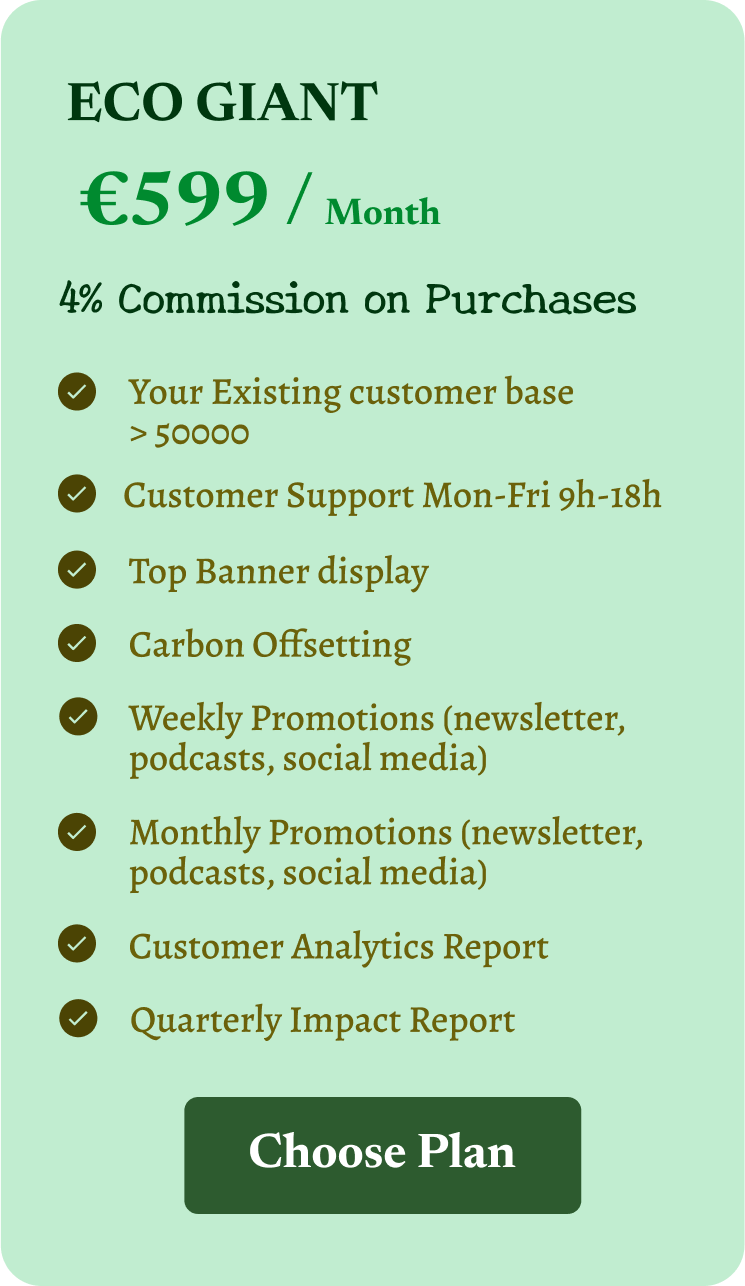 ECO GIANT
€599 / Month
4% Commission on Purchases
Your Existing customer base
> 50000
Customer Support Mon-Fri 9h-18h
Top Banner display
Carbon Offsetting
Weekly Promotions (newsletter,
podcasts, social media)
Monthly Promotions (newsletter,
podcasts, social media)
Customer Analytics Report
Quarterly Impact Report
Choose Plan